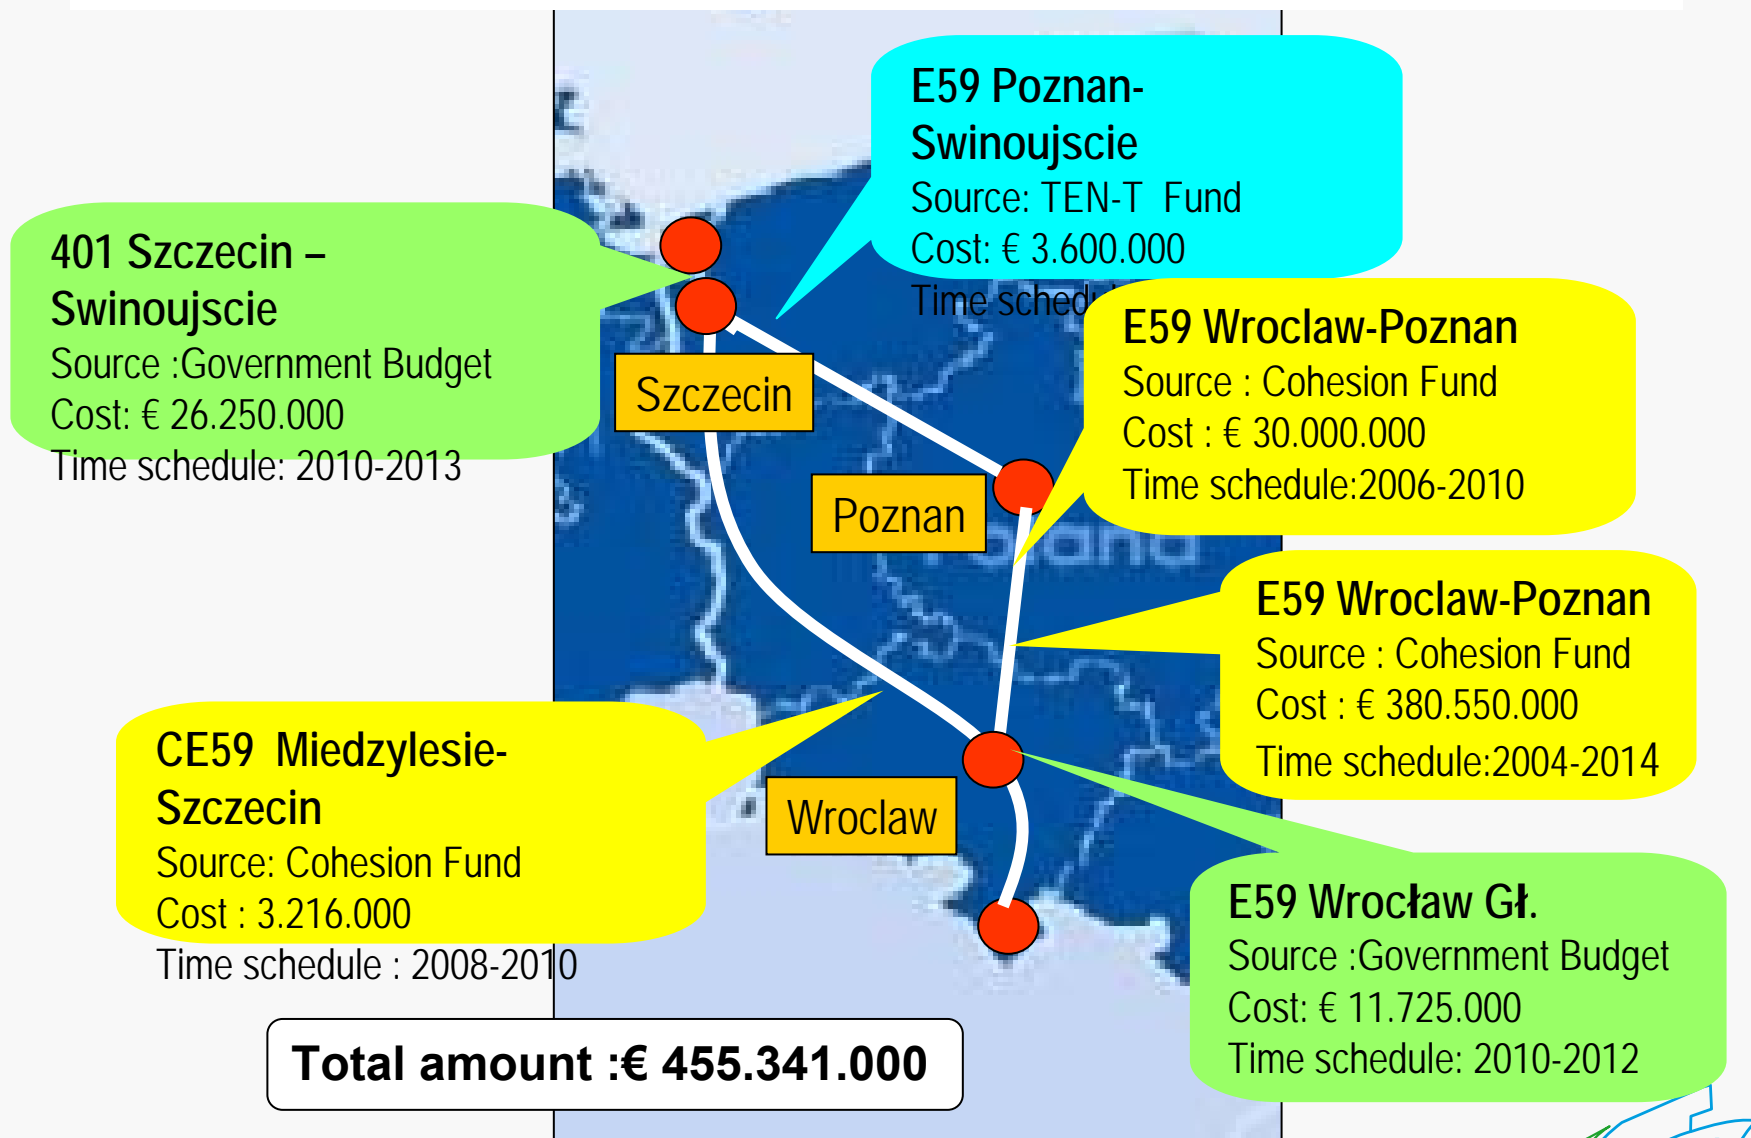 E59 Poznan-
Swinoujscie
Source: TEN-T Fund
Cost: € 3.600.000
Time
401 Szczecin –
Swinoujscie
Source :Government Budget
Cost: € 26.250.000
Time schedule: 2010-2013
E59 Wroclaw-Poznan
Source : Cohesion Fund
Cost : € 30.000.000
Time schedule:2006-2010
Szczecin
Poznan
Poland
E59 Wroclaw-Poznan
Source : Cohesion Fund
Cost : € 380.550.000
Time schedule:2004-2014
CE59 Miedzylesie-
Szczecin
Source: Cohesion Fund
Cost : 3.216.000
Time schedule : 2008-2010
Wroclaw
E59 Wrocław Gł.
Source :Government Budget
Cost: € 11.725.000
Time schedule: 2010-2012
Total amount :€ 455.341.000